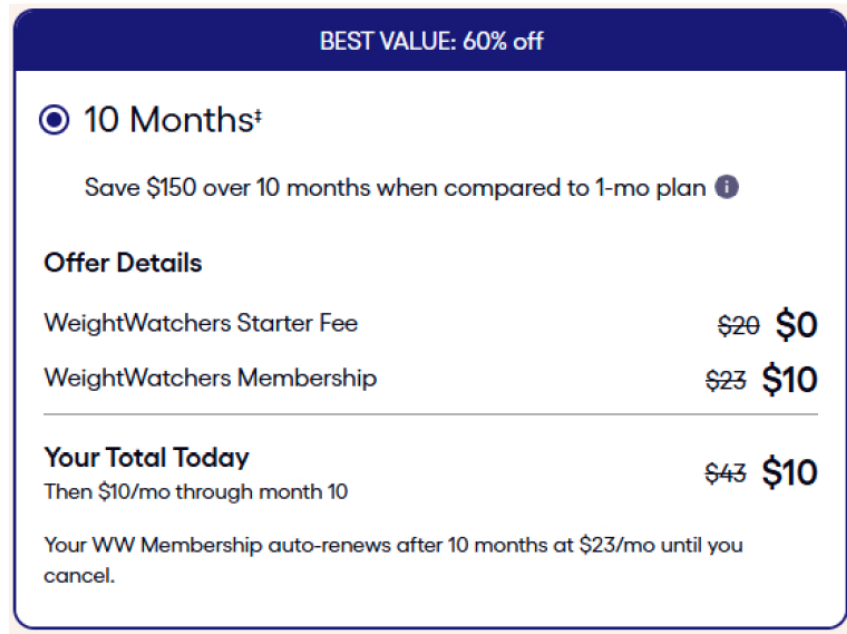 BEST VALUE: 60% off
10 Months‡
Save $150 over 10 months when compared to 1-mo plan i
Offer Details
WeightWatchers Starter Fee $20 $0
WeightWatchers Membership $23 $10
Your Total Today $43 $10
Then $10/mo through month 10
Your WW Membership auto-renews after 10 months at $23/mo until you
cancel.